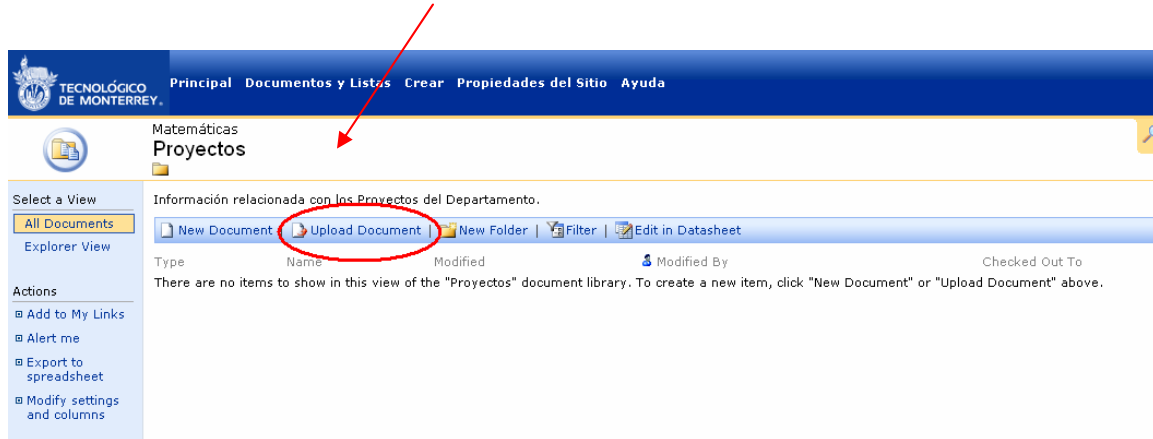 TECNOLÓGICO
DE MONTERREY.
Principal Documentos y Listas Crear Propiedades del Sitio Ayuda
Matemáticas
Proyectos
Select a View
All Documents
Explorer View
Actions
Add to My Links
Alert me
Export to
spreadsheet
Modify settings
and columns
Información relacionada con los Proyectos del Departamento.
New Document | Upload Document | New Folder | Filter | Edit in Datasheet
Type Name Modified Modified By Checked Out To
There are no items to show in this view of the "Proyectos" document library. To create a new item, click "New Document" or "Upload Document" above.